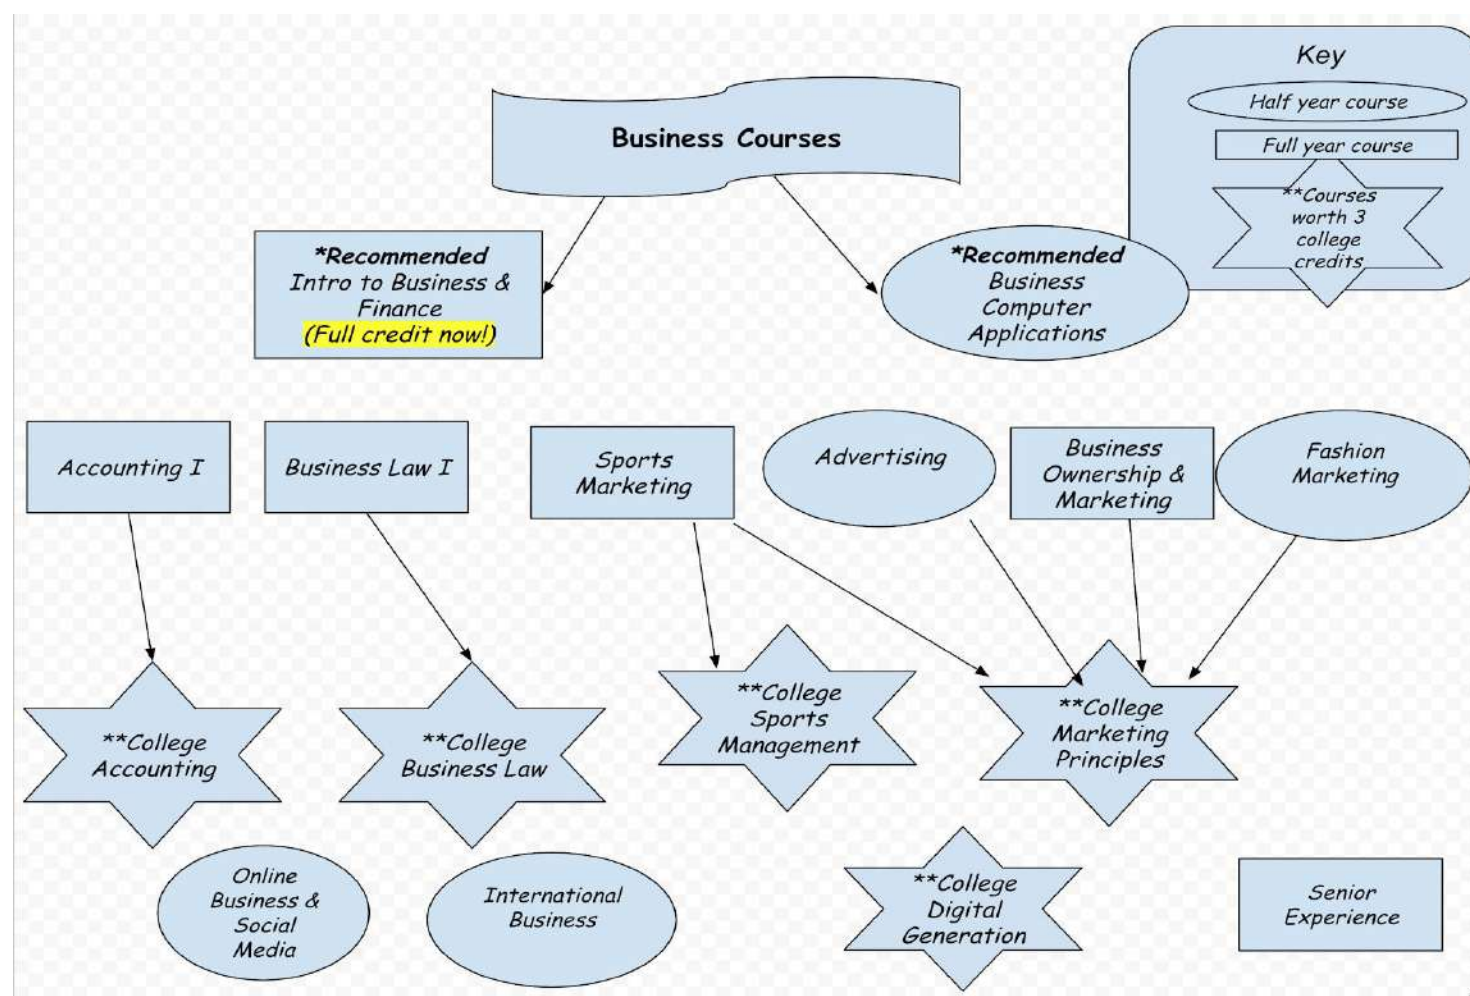 Key
Half year course
Full year course
**Courses
worth 3
college
credits
Business Courses
*Recommended
Intro to Business &
Finance
(Full credit now!)
*Recommended
Business
Computer
Applications
Accounting I
Business Law I
Sports
Marketing
Advertising
Business
Ownership &
Marketing
Fashion
Marketing
**College
Accounting
**College
Business Law
**College
Sports
Management
**College
Marketing
Principles
Online
Business &
Social
Media
International
Business
**College
Digital
Generation
Senior
Experience